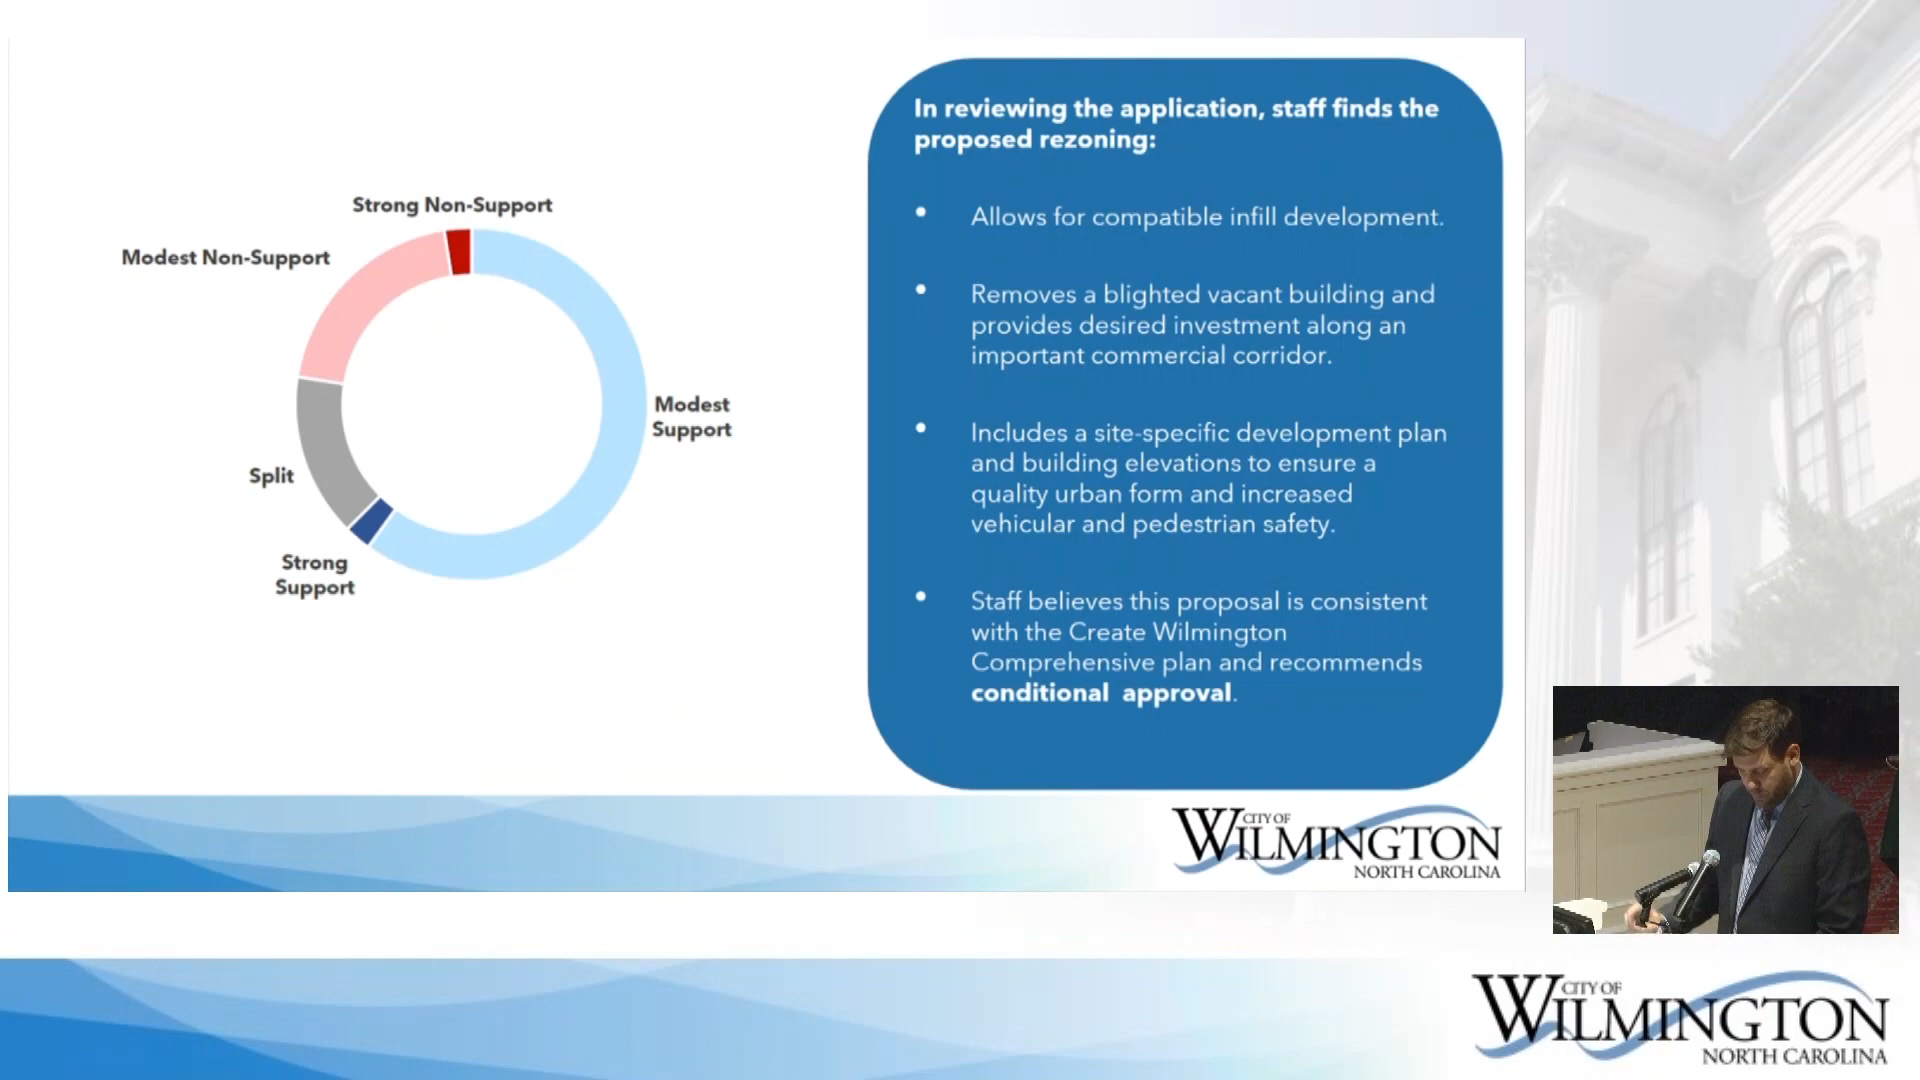 Strong Non-Support
Modest Non-Support
Modest
Support
Split
Strong
Support
In reviewing the application, staff finds the
proposed rezoning:
• Allows for compatible infill development.
• Removes a blighted vacant building and
provides desired investment along an
important commercial corridor.
• Includes a site-specific development plan
and building elevations to ensure a
quality urban form and increased
vehicular and pedestrian safety.
• Staff believes this proposal is consistent
with the Create Wilmington
Comprehensive plan and recommends
conditional approval.
CITY OF
WILMINGTON
NORTH CAROLINA
CITY OF
WILMINGTON
NORTH CAROLINA